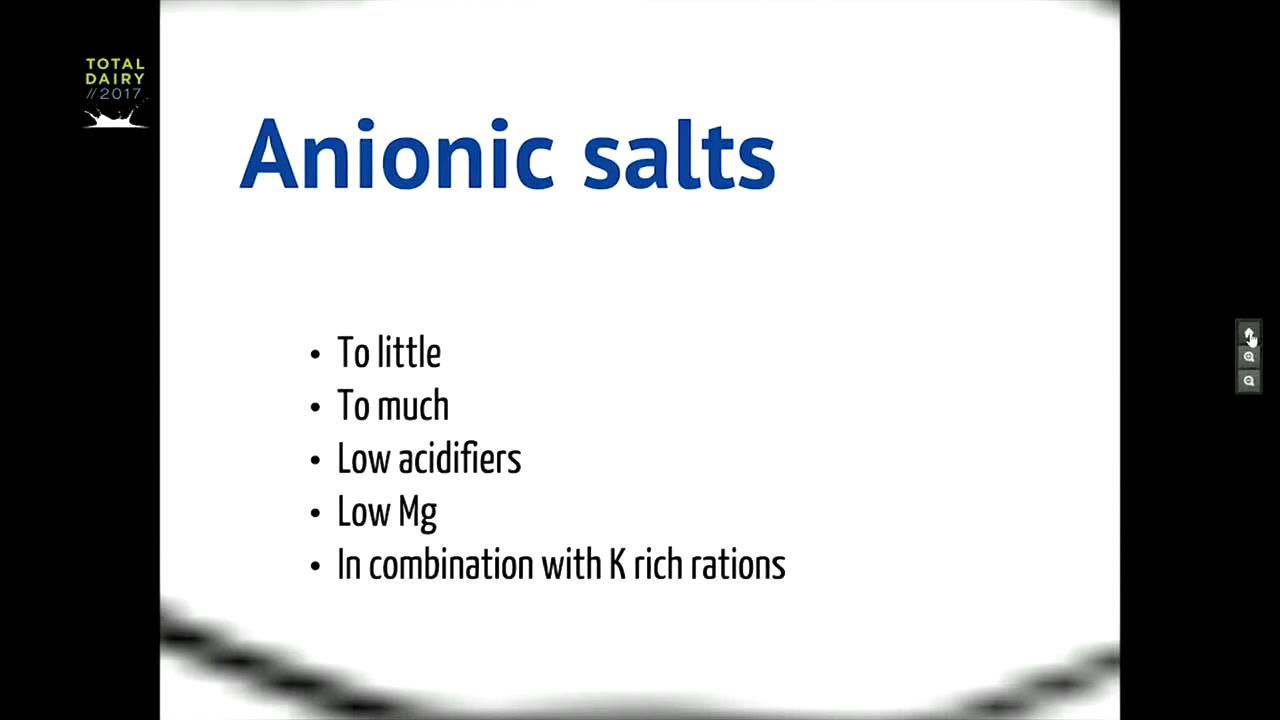 TOTAL
DAIRY
//2017
Anionic salts
• To little
• To much
• Low acidifiers
• Low Mg
• In combination with K rich rations